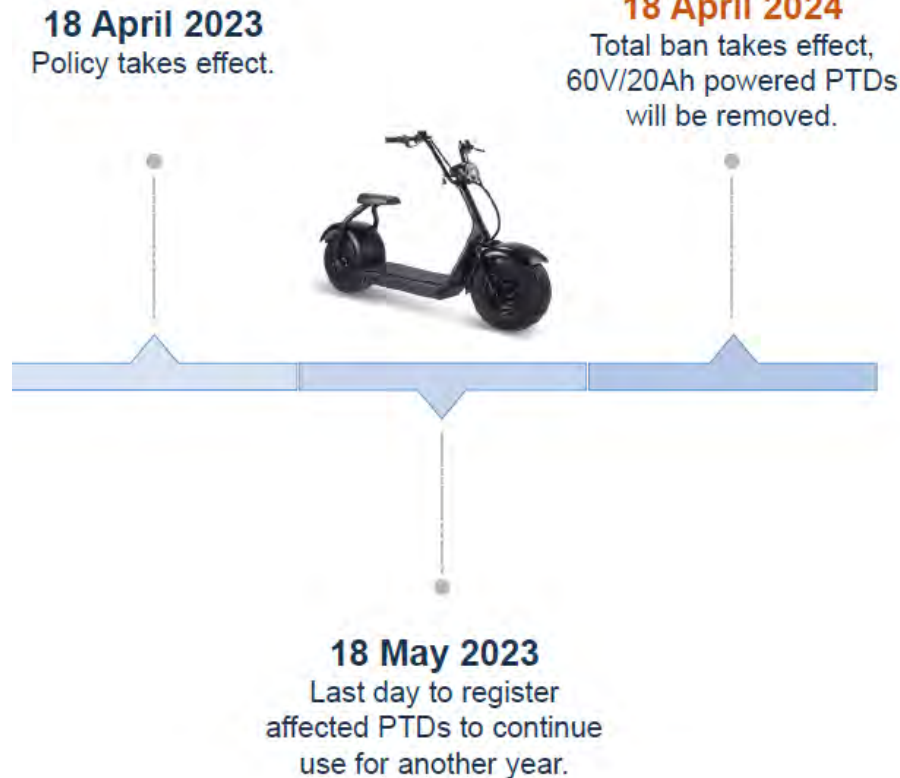 18 April 2023
Policy takes effect.
18 April 2024
Total ban takes effect,
60V/20Ah powered PTDs
will be removed.
18 May 2023
Last day to register
affected PTDs to continue
use for another year.